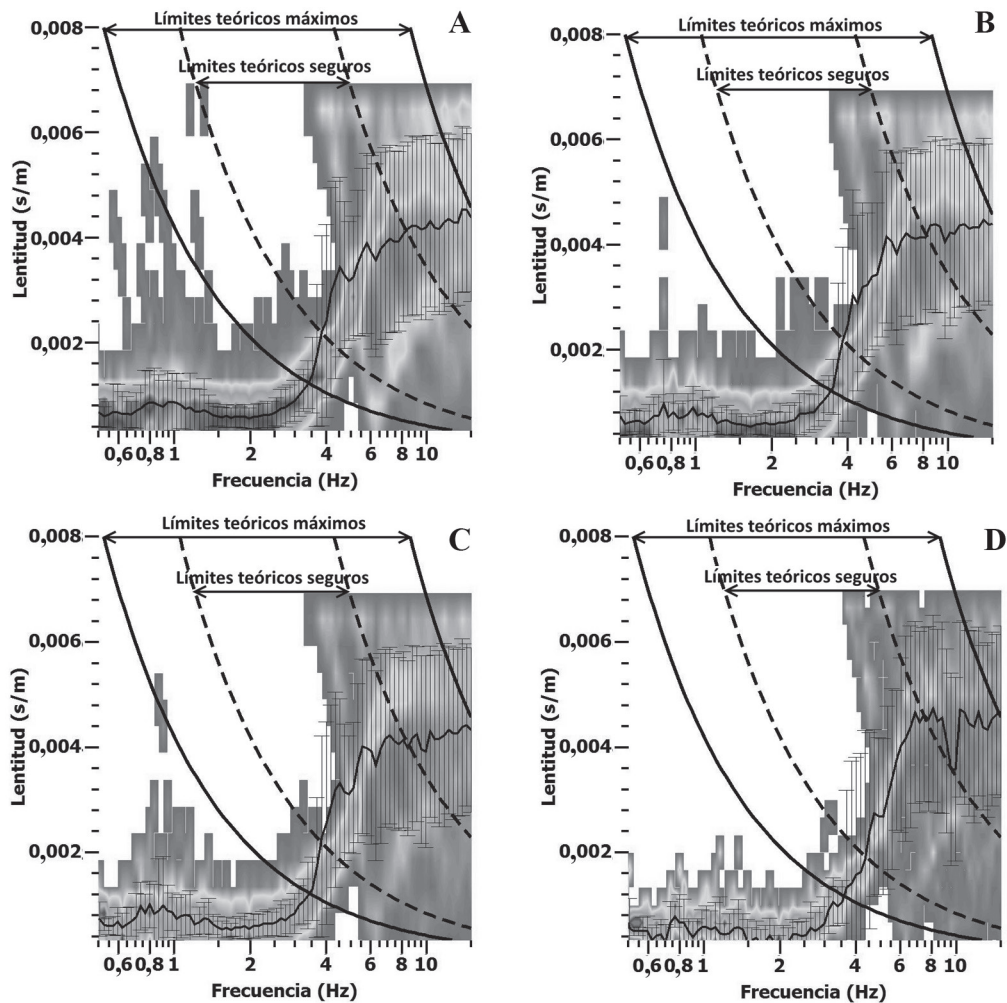 A
Límites teóricos máximos
0,008
Límites teóricos seguros
0,006
Lentitud (s/m)
0,004
0,002
0,6 0,8 1 2 4 6 8 10
Frecuencia (Hz)
B
Límites teóricos máximos
0,008
Límites teóricos seguros
0,006
Lentitud (s/m)
0,004
0,002
0,6 0,8 1 2 4 6 8 10
Frecuencia (Hz)
C
Límites teóricos máximos
0,008
Límites teóricos seguros
0,006
Lentitud (s/m)
0,004
0,002
0,6 0,8 1 2 4 6 8 10
Frecuencia (Hz)
D
Límites teóricos máximos
0,008
Límites teóricos seguros
0,006
Lentitud (s/m)
0,004
0,002
0,6 0,8 1 2 4 6 8 10
Frecuencia (Hz)